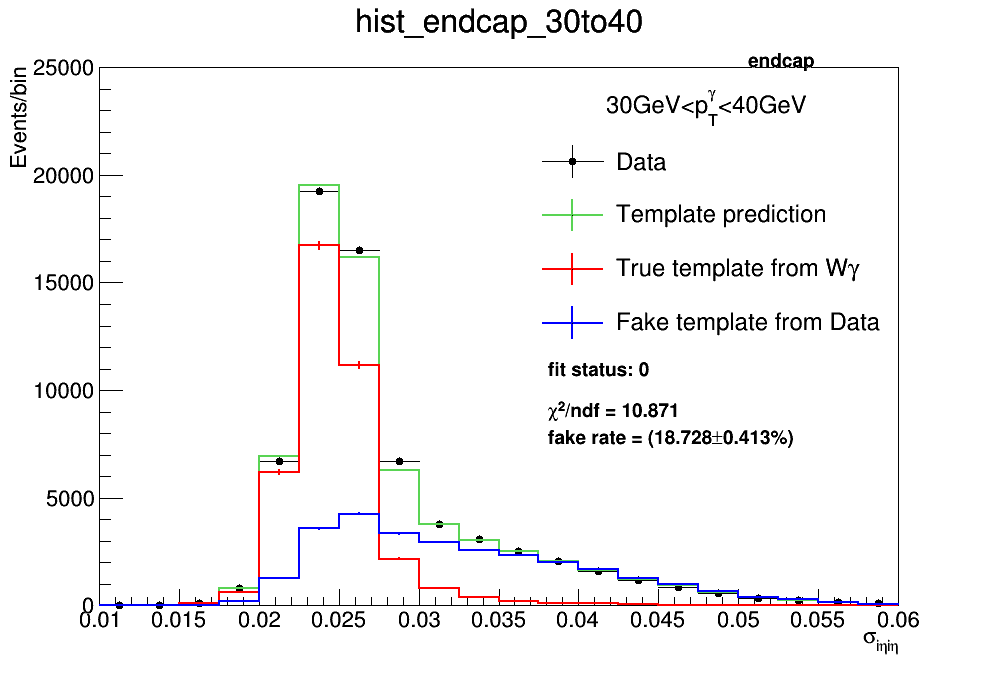 hist_endcap_30to40
endcap
Events/bin
30GeV<p_T^γ<40GeV
Data
Template prediction
True template from Wγ
Fake template from Data
fit status: 0
χ²/ndf = 10.871
fake rate = (18.728±0.413%)
25000
20000
15000
10000
5000
0
0.01 0.015 0.02 0.025 0.03 0.035 0.04 0.045 0.05 0.055 0.06
σ_iηiη